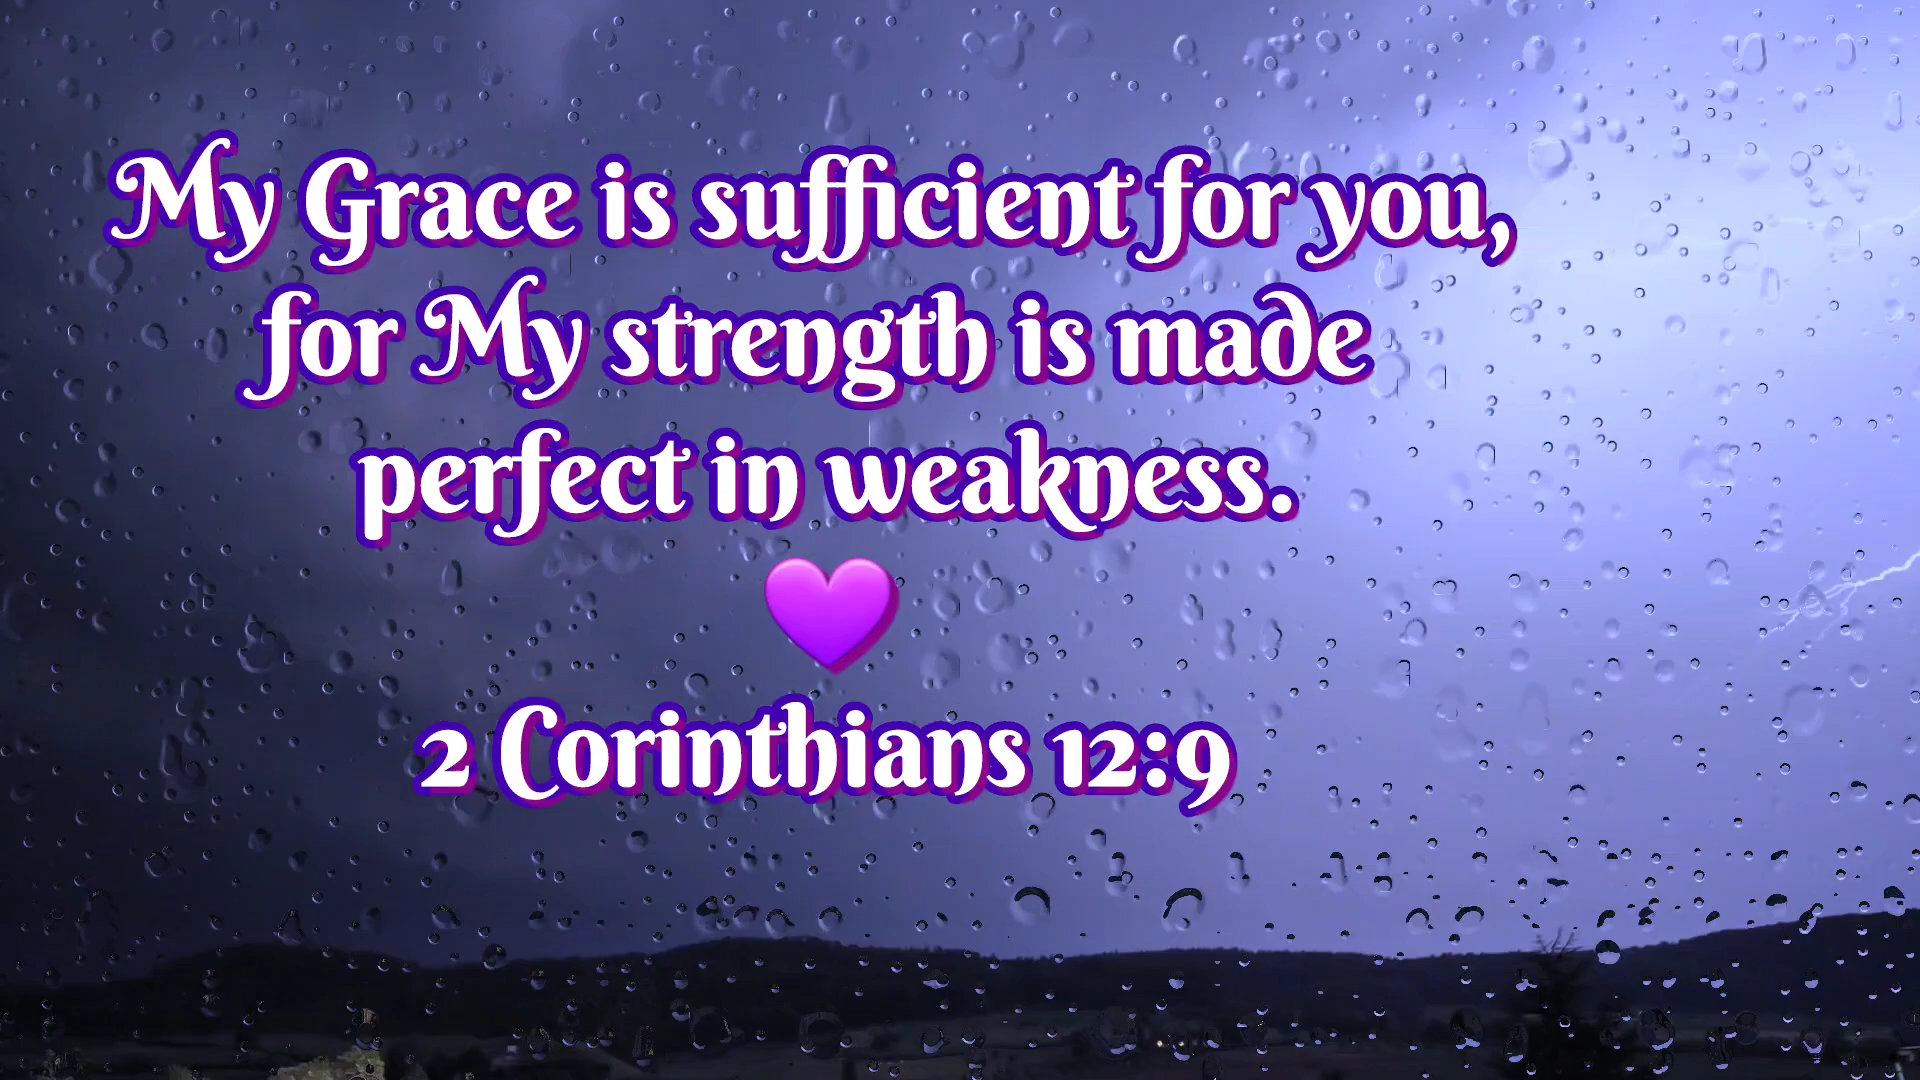 My Grace is sufficient for you,
for My strength is made
perfect in weakness.
💜
2 Corinthians 12:9